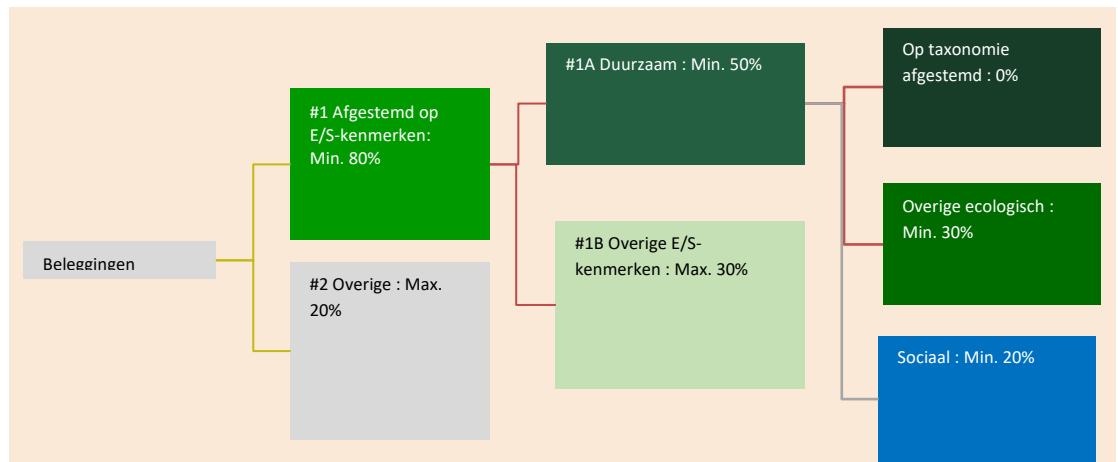 Beleggingen
#1 Afgestemd op
E/S-kenmerken:
Min. 80%
#2 Overige : Max.
20%
#1A Duurzaam : Min. 50%
#1B Overige E/S-
kenmerken : Max. 30%
Op taxonomie
afgestemd : 0%
Overige ecologisch :
Min. 30%
Sociaal : Min. 20%